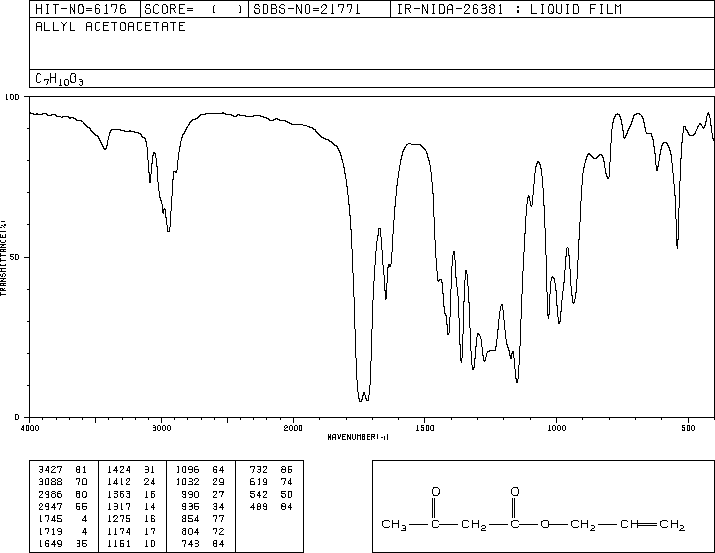 HIT-NO=6176 SCORE= ( ) SDBS-NO=21771 IR-NIDA-26381 : LIQUID FILM
ALLYL ACETOACETATE
C7H10O3
100
50
0
TRANSMITTANCE(%)
4000 3000 2000 1500 1000 500
WAVENUMBER(-1)
3427 81 1424 31 1096 64 732 86
3088 70 1412 24 1032 29 619 74
2986 60 1363 16 990 27 542 50
2947 55 1317 14 935 34 489 84
1745 4 1275 16 854 77
1719 4 1174 17 804 72
1649 35 1151 10 743 84
O O
CH3 C CH2 C O CH2 CH CH2